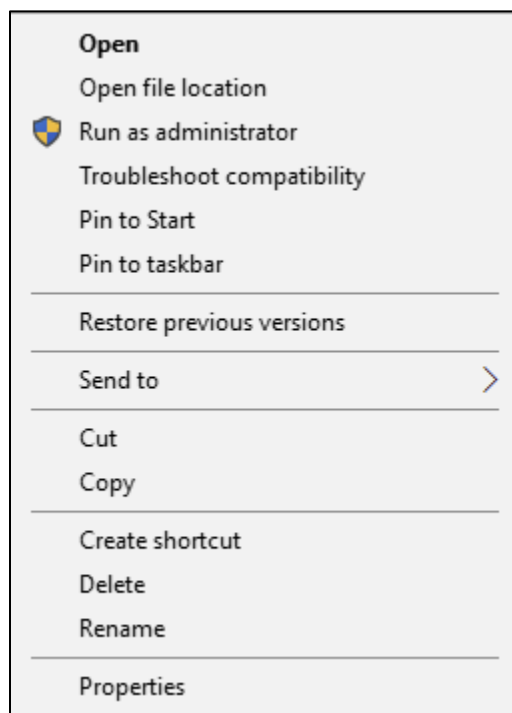 Open
Open file location
Run as administrator
Troubleshoot compatibility
Pin to Start
Pin to taskbar
Restore previous versions
Send to
Cut
Copy
Create shortcut
Delete
Rename
Properties